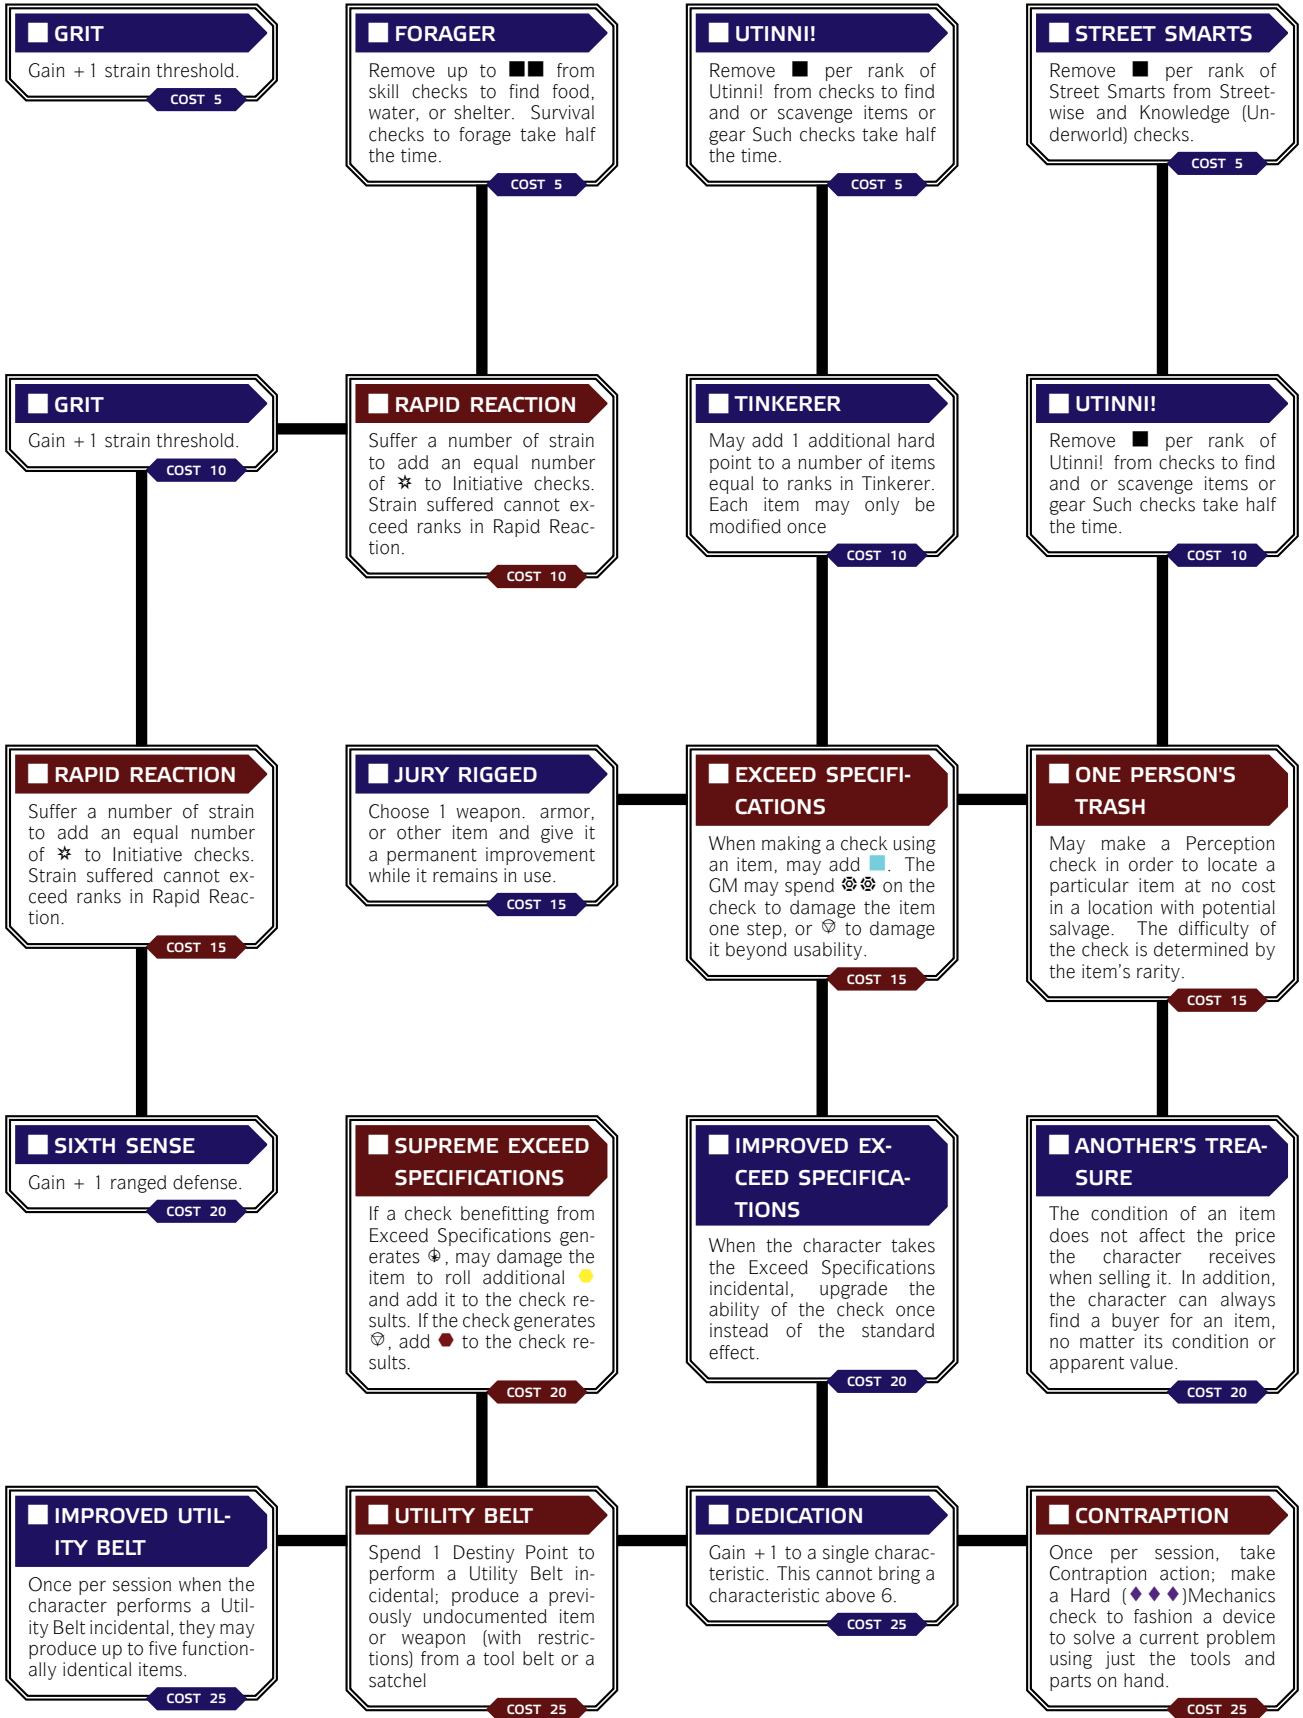 GRIT
Gain +1 strain threshold.
COST 5
FORAGER
Remove up to ■■ from
skill checks to find food,
water, or shelter. Survival
checks to forage take half
the time.
COST 5
UTINNI!
Remove ■ per rank of
Utinni! from checks to find
and or scavenge items or
gear Such checks take half
the time.
COST 5
STREET SMARTS
Remove ■ per rank of
Street Smarts from Street-
wise and Knowledge (Un-
derworld) checks.
COST 5
GRIT
Gain +1 strain threshold.
COST 10
RAPID REACTION
Suffer a number of strain
to add an equal number
of to Initiative checks.
Strain suffered cannot ex-
ceed ranks in Rapid Reac-
tion.
COST 10
TINKERER
May add 1 additional hard
point to a number of items
equal to ranks in Tinkerer.
Each item may only be
modified once
COST 10
UTINNI!
Remove ■ per rank of
Utinni! from checks to find
and or scavenge items or
gear Such checks take half
the time.
COST 10
RAPID REACTION
Suffer a number of strain
to add an equal number
of to Initiative checks.
Strain suffered cannot ex-
ceed ranks in Rapid Reac-
tion.
COST 15
JURY RIGGED
Choose 1 weapon. armor,
or other item and give it
a permanent improvement
while it remains in use.
COST 15
EXCEED SPECIFI-
CATIONS
When making a check using
an item, may add ■. The
GM may spend on the
check to damage the item
one step, or to damage
it beyond usability.
COST 15
ONE PERSON'S
TRASH
May make a Perception
check in order to locate a
particular item at no cost
in a location with potential
salvage. The difficulty of
the check is determined by
the item's rarity.
COST 15
SIXTH SENSE
Gain +1 ranged defense.
COST 20
SUPREME EXCEED
SPECIFICATIONS
If a check benefitting from
Exceed Specifications gen-
erates , may damage the
item to roll additional
and add it to the check re-
sults. If the check generates
, add to the check re-
sults.
COST 20
IMPROVED EX-
CEED SPECIFICA-
TIONS
When the character takes
the Exceed Specifications
incidental, upgrade the
ability of the check once
instead of the standard
effect.
COST 20
ANOTHER'S TREA-
SURE
The condition of an item
does not affect the price
the character receives
when selling it. In addition,
the character can always
find a buyer for an item,
no matter its condition or
apparent value.
COST 20
IMPROVED UTIL-
ITY BELT
Once per session when the
character performs a Util-
ity Belt incidental, they may
produce up to five function-
ally identical items.
COST 25
UTILITY BELT
Spend 1 Destiny Point to
perform a Utility Belt in-
cidental; produce a previ-
ously undocumented item
or weapon (with restric-
tions) from a tool belt or a
satchel
COST 25
DEDICATION
Gain +1 to a single charac-
teristic. This cannot bring a
characteristic above 6.
COST 25
CONTRAPTION
Once per session, take
Contraption action; make
a Hard (♦♦♦)Mechanics
check to fashion a device
to solve a current problem
using just the tools and
parts on hand.
COST 25